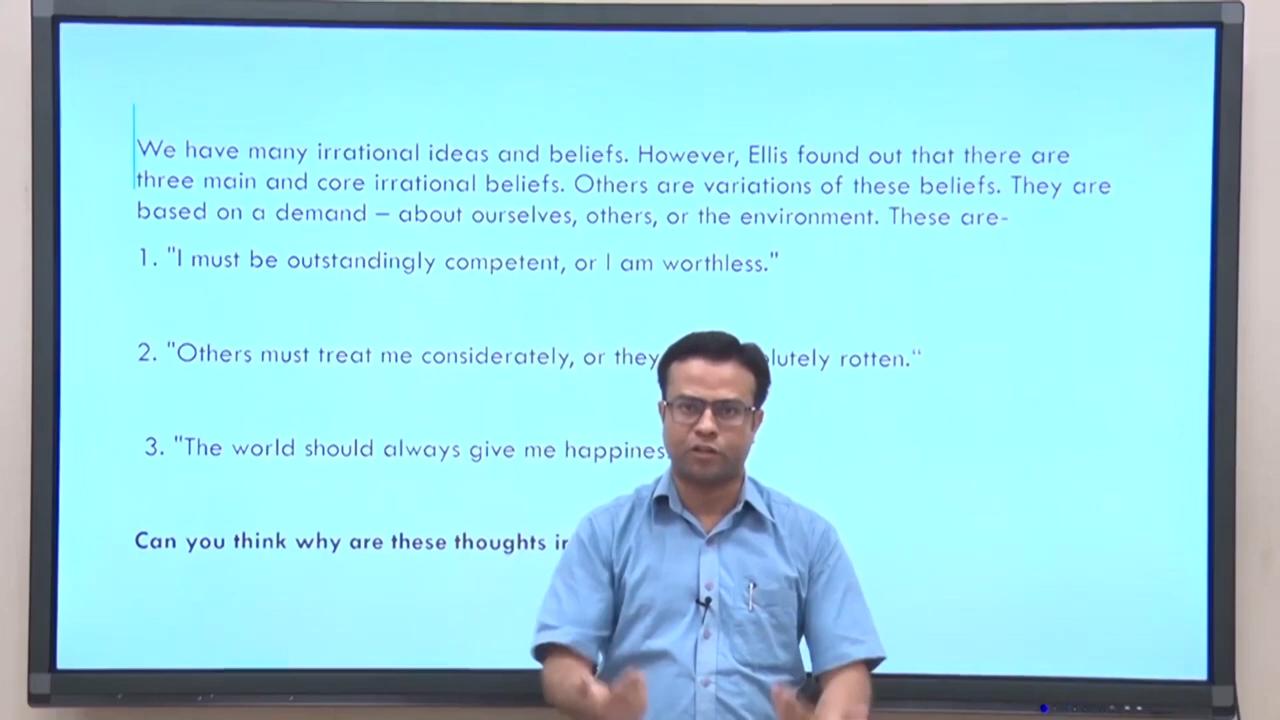 We have many irrational ideas and beliefs. However, Ellis found out that there are
three main and core irrational beliefs. Others are variations of these beliefs. They are
based on a demand – about ourselves, others, or the environment. These are-
1. "I must be outstandingly competent, or I am worthless."
2. "Others must treat me considerately, or they lutely rotten."
3. "The world should always give me happines
Can you think why are these thoughts ir